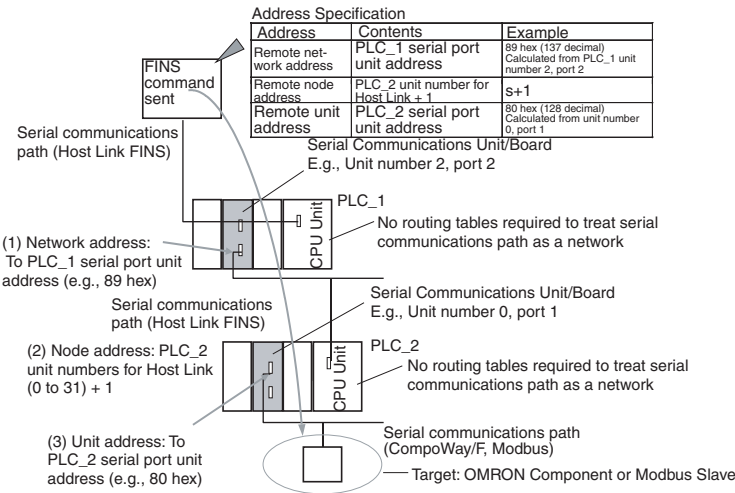 Address Specification
Address Contents Example
Remote net-
work address
PLC_1 serial port
unit address
89 hex (137 decimal)
Calculated from PLC_1 unit
number 2, port 2
Remote node
address
PLC_2 unit number for
Host Link + 1
s+1
Remote unit
address
PLC_2 serial port
unit address
80 hex (128 decimal)
Calculated from unit number
0, port 1
FINS
command
sent
Serial communications
path (Host Link FINS)
Serial Communications Unit/Board
E.g., Unit number 2, port 2
PLC_1
CPU Unit
No routing tables required to treat serial
communications path as a network
(1) Network address:
To PLC_1 serial port unit
address (e.g., 89 hex)
Serial communications
path (Host Link FINS)
Serial Communications Unit/Board
E.g., Unit number 0, port 1
(2) Node address: PLC_2
unit numbers for Host Link
(0 to 31) + 1
PLC_2
CPU Unit
No routing tables required to treat serial
communications path as a network
(3) Unit address: To
PLC_2 serial port unit
address (e.g., 80 hex)
Serial communications path
(CompoWay/F, Modbus)
Target: OMRON Component or Modbus Slave